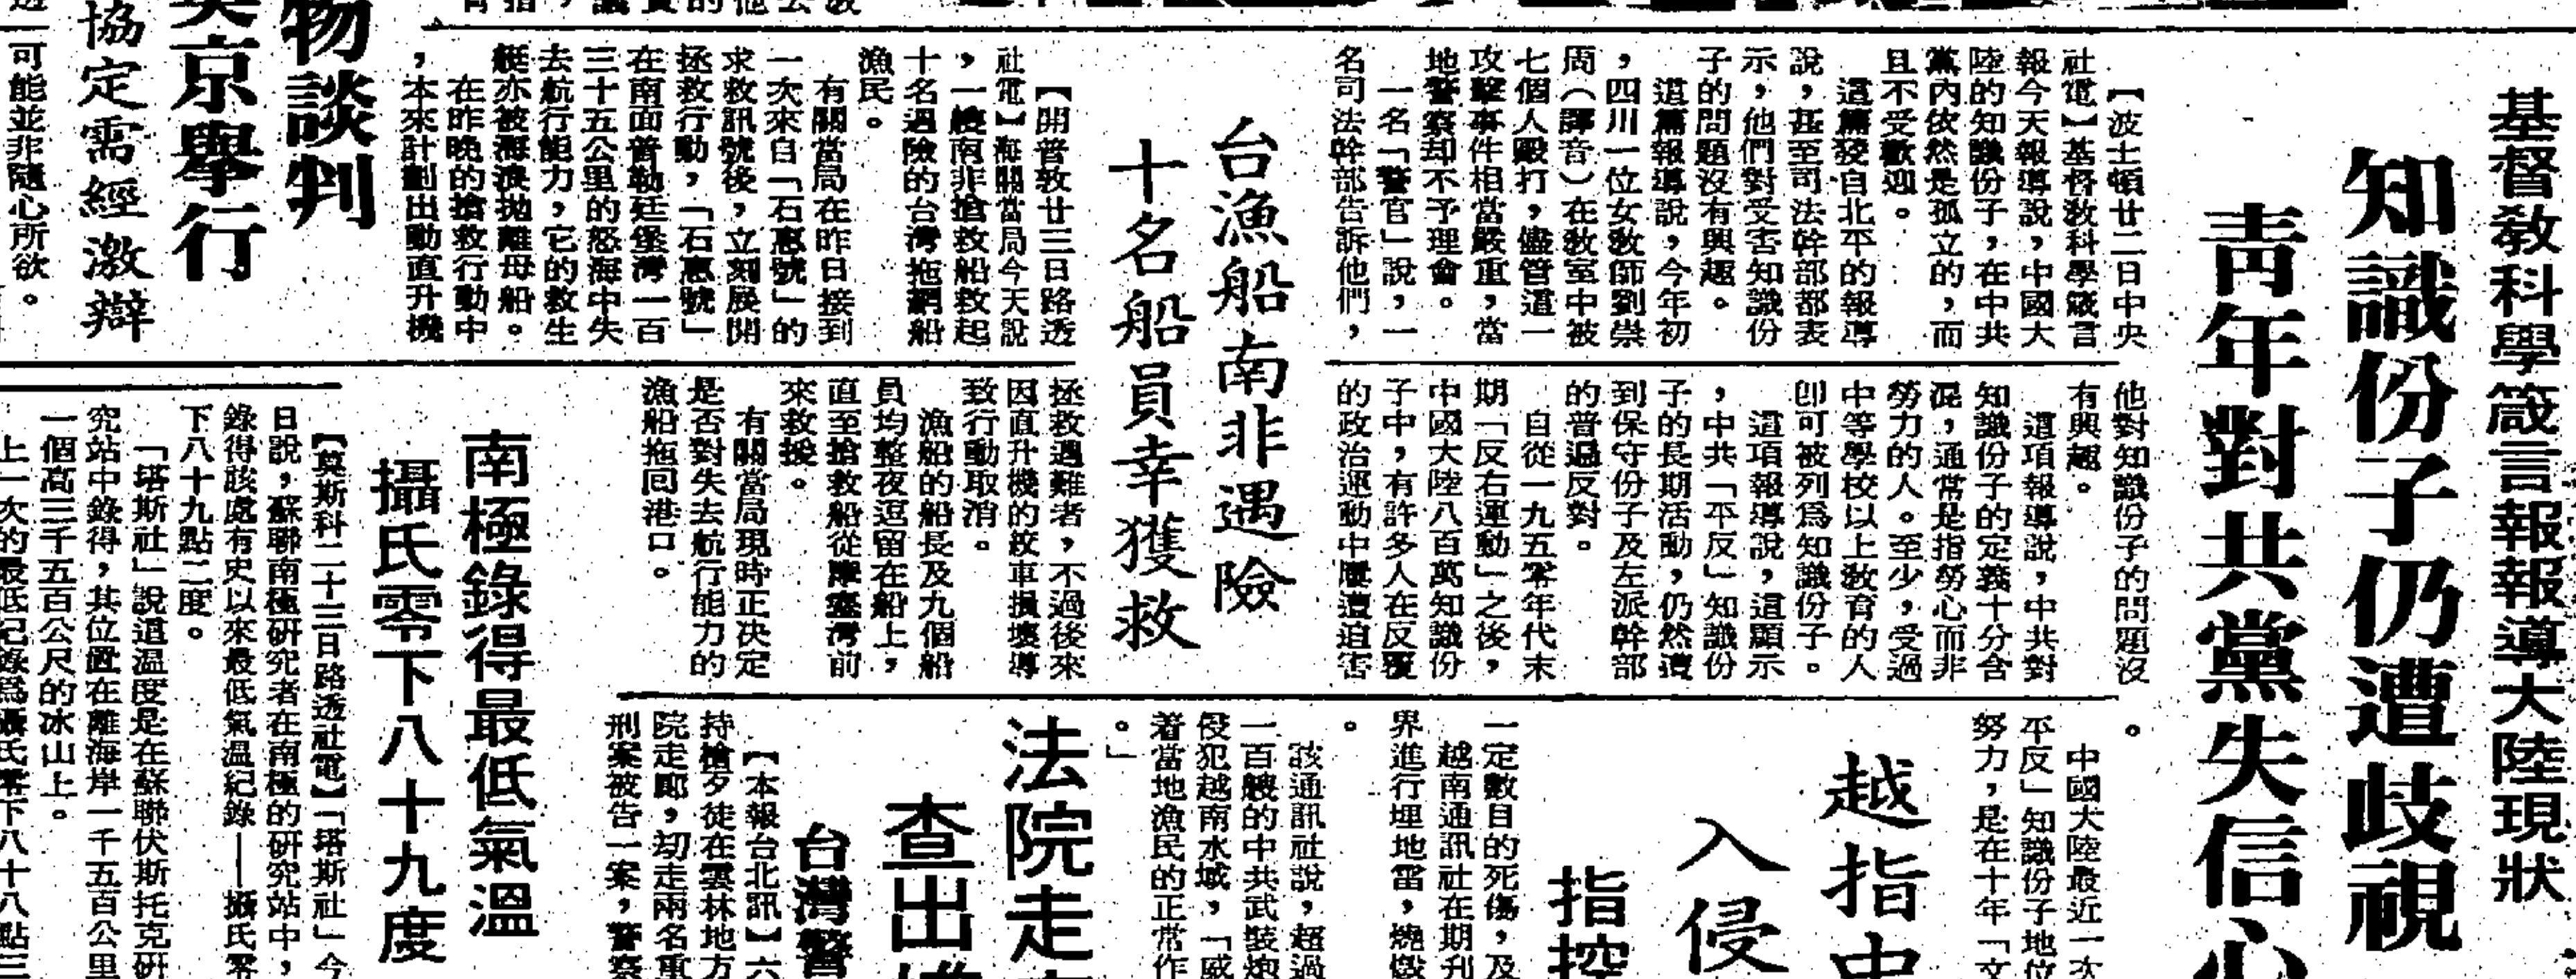 基督教科學箴言報報導大陸現狀
知識份子仍遭歧視
青年對共黨失信心
【波士頓廿二日中央
社電】基督教科學箴言
報今天報導說，中國大
陸的知識份子，在中共
黨內依然是孤立的，而
且不受歡迎。
這篇發自北平的報導
說，甚至司法幹部都表
示，他們對受害知識份
子的問題沒有興趣。
這篇報導說，今年初
，四川一位女教師劉崇
周（譯音）在教室中被
七個人毆打，儘管這一
攻擊事件相當嚴重，當
地警察却不予理會。
一名「警官」說，一
名司法幹部告訴他們，
他對知識份子的問題沒
有興趣。
這項報導說，中共對
知識份子的定義十分含
混，通常是指勞心而非
勞力的人。至少，受過
中等學校以上教育的人
卽可被列爲知識份子。
這項報導說，這顯示
，中共「平反」知識份
子的長期活動，仍然遭
到保守份子及左派幹部
的普遍反對。
自從一九五零年代末
期「反右運動」之後，
中國大陸八百萬知識份
子中，有許多人在反覆
的政治運動中屢遭迫害
。
中國大陸最近一次
平反」知識份子地位
努力，是在十年「文
台漁船南非遇險
十名船員幸獲救
【開普敦廿三日路透
社電】海關當局今天說
，一艘南非搶救船救起
十名遇險的台灣拖網船
漁民。
有關當局在昨日接到
一次來自「石惠號」的
求救訊號後，立刻展開
拯救行動，「石惠號」
在南面普勒廷堡灣一百
三十五公里的怒海中失
去航行能力，它的救生
艇亦被海浪拋離母船。
在昨晚的搶救行動中
，本來計劃出動直升機
拯救遇難者，不過後來
因直升機的絞車損壞導
致行動取消。
漁船的船長及九個船
員均整夜逗留在船上，
直至搶救船從摩塞灣前
來救援。
有關當局現時正決定
是否對失去航行能力的
漁船拖回港口。
物談判
英京舉行
協定需經激辯
可能並非隨心所欲。
越指中
入侵
指控
一定數目的死傷，及
越南通訊社在期刊
界進行埋地雷，燒毀
。
該通訊社說，超過
一百艘的中共武裝炮
侵犯越南水域，「威
着當地漁民的正常作
。」
法院走
查出
台灣警
【本報台北訊】六
持槍歹徒在雲林地方
院走廊，刼走兩名重
刑案被告一案，警察
南極錄得最低氣溫
攝氏零下八十九度
【莫斯科二十三日路透社電】「塔斯社」今
日說，蘇聯南極研究者在南極的研究站中，
錄得該處有史以來最低氣溫紀錄——攝氏零
下八十九點二度。
「塔斯社」說這溫度是在蘇聯伏斯托克研
究站中錄得，其位置在離海岸一千五百公里
一個高三千五百公尺的冰山上。
上一次的最低紀錄爲攝氏零下八十八點三